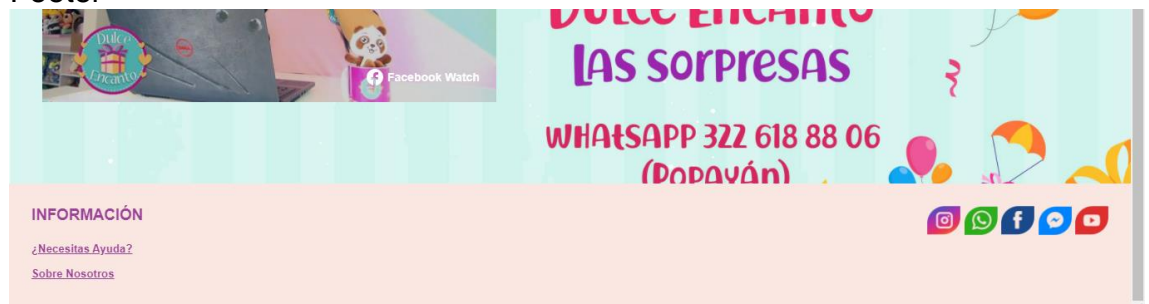 Dulce
Encanto
Facebook Watch
DULCE ENCANTO
LAS SORPRESAS
WHATSAPP 322 618 88 06
(POPAYÁN)
INFORMACIÓN
¿Necesitas Ayuda?
Sobre Nosotros